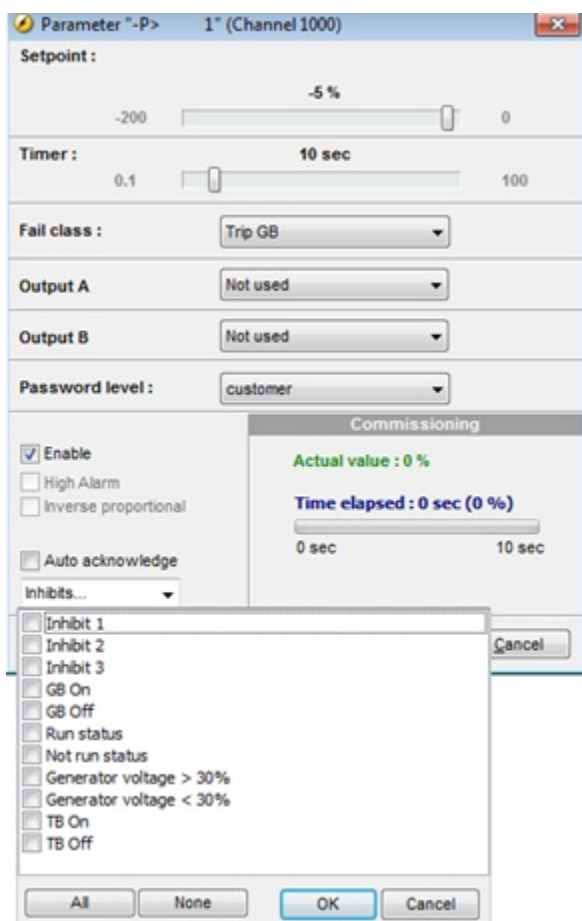 Parameter "-P> 1" (Channel 1000)
Setpoint :
-5 %
-200 0
Timer : 10 sec
0.1 100
Fail class : Trip GB
Output A Not used
Output B Not used
Password level : customer
Commissioning
Enable
High Alarm
Inverse proportional
Actual value : 0 %
Time elapsed : 0 sec (0 %)
0 sec 10 sec
Auto acknowledge
Inhibits...
Inhibit 1
Inhibit 2
Inhibit 3
GB On
GB Off
Run status
Not run status
Generator voltage > 30%
Generator voltage < 30%
TB On
TB Off
Cancel
All None OK Cancel